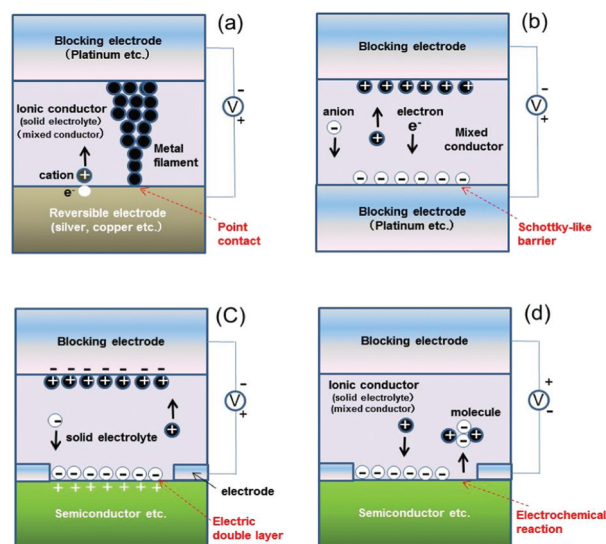 (a)
Blocking electrode
(Platinum etc.)
Ionic conductor
(solid electrolyte)
(mixed conductor)
Metal
filament
cation
+
e-
Reversible electrode
(silver, copper etc.)
Point
contact
-
V
+
(b)
Blocking electrode
(Platinum etc.)
+ + + + + +
anion
electron
e-
-
+
Mixed
conductor
- - - - - -
Blocking electrode
(Platinum etc.)
Schottky-like
barrier
-
V
+
(C)
Blocking electrode
- - - - - - -
+ + + + + + +
-
solid electrolyte
+
- - - - - - -
+ + + + + + +
electrode
Semiconductor etc.
Electric
double layer
-
V
+
(d)
Blocking electrode
Ionic conductor
(solid electrolyte)
(mixed conductor)
molecule
+
-
+ +
-
- - - - - -
Semiconductor etc.
Electrochemical
reaction
+
V
-